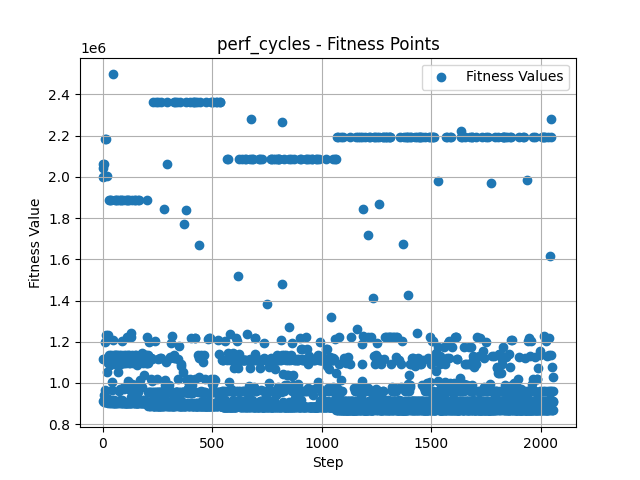 perf_cycles - Fitness Points
1e6
Fitness Values
2.4
2.2
2.0
1.8
1.6
1.4
1.2
1.0
0.8
Fitness Value
0
500
1000
1500
2000
Step